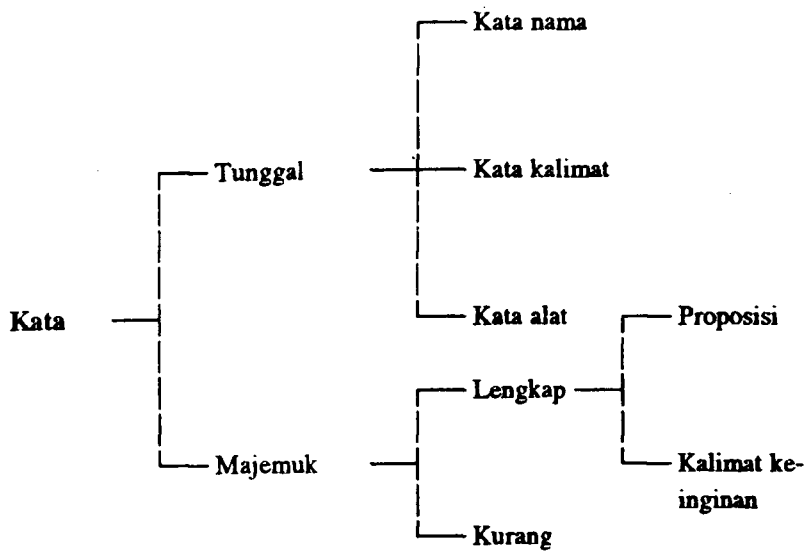 Kata nama
Tunggal
Kata kalimat
Kata
Kata alat
Proposisi
Lengkap
Majemuk
Kalimat ke-
inginan
Kurang